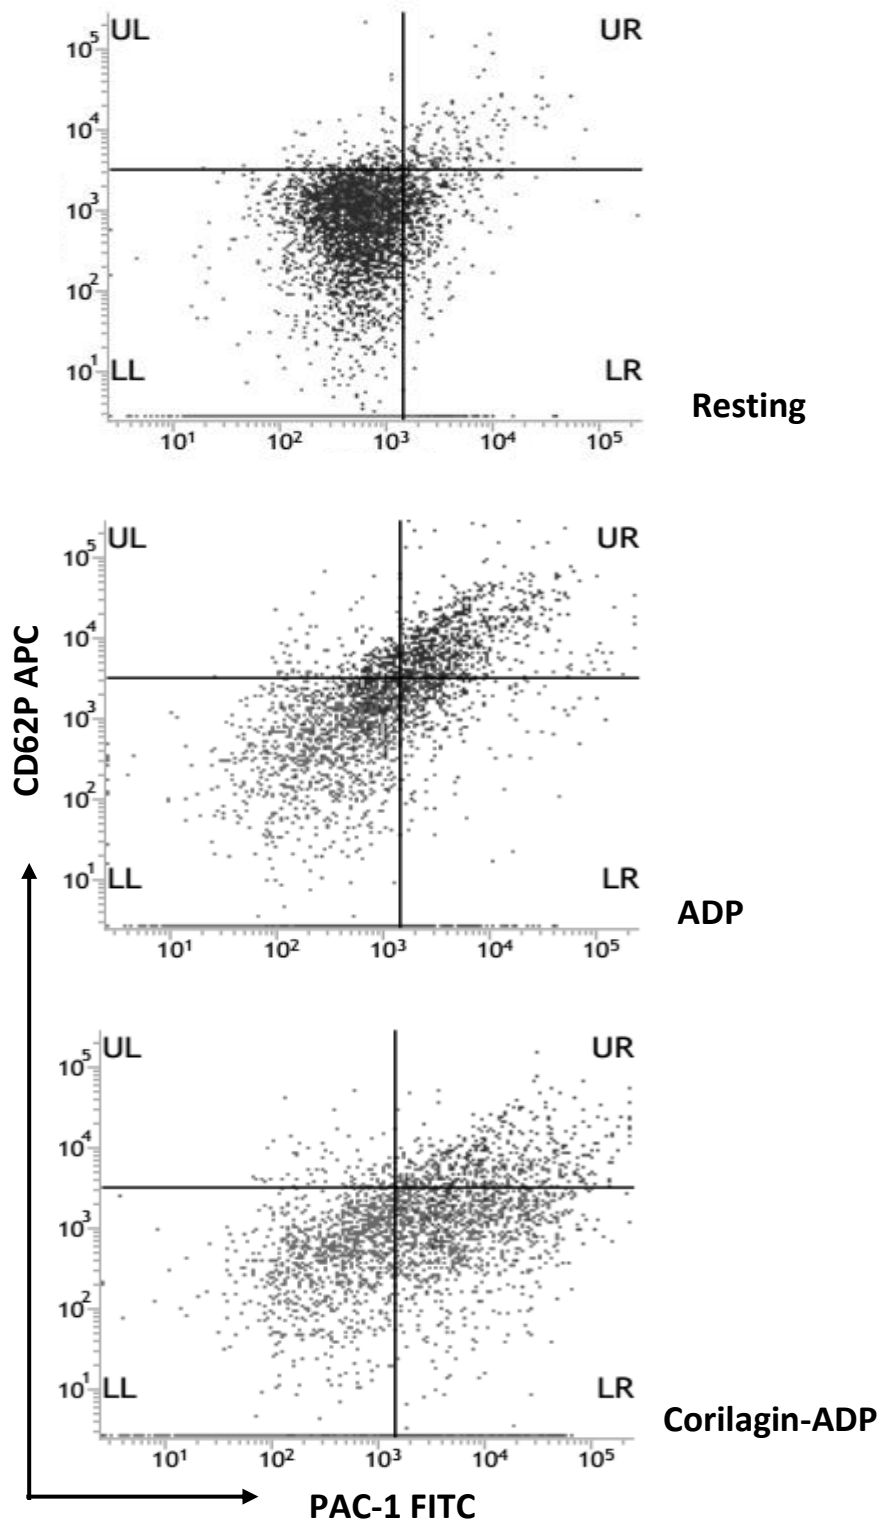 UL UR
10⁵
10⁴
10³
10²
10¹
LL LR
10¹ 10² 10³ 10⁴ 10⁵
Resting
UL UR
10⁵
10⁴
10³
10²
10¹
LL LR
10¹ 10² 10³ 10⁴ 10⁵
ADP
CD62P APC
UL UR
10⁵
10⁴
10³
10²
10¹
LL LR
10¹ 10² 10³ 10⁴ 10⁵
Corilagin-ADP
PAC-1 FITC